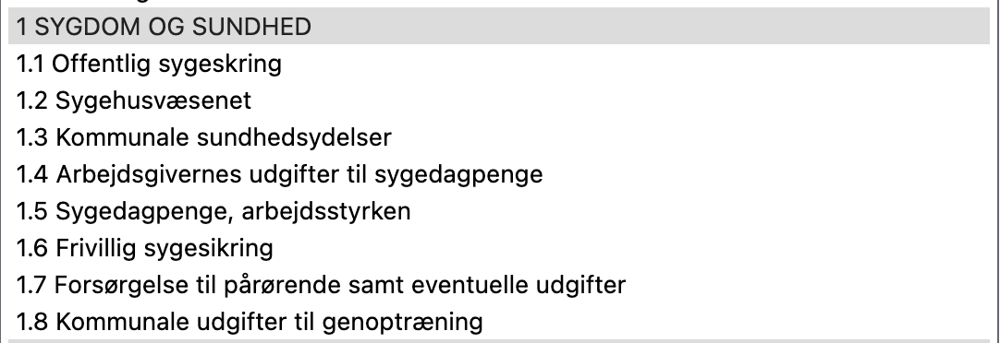 1 SYGDOM OG SUNDHED
1.1 Offentlig sygeskring
1.2 Sygehusvæsenet
1.3 Kommunale sundhedsydelser
1.4 Arbejdsgivernes udgifter til sygedagpenge
1.5 Sygedagpenge, arbejdsstyrken
1.6 Frivillig sygesikring
1.7 Forsørgelse til pårørende samt eventuelle udgifter
1.8 Kommunale udgifter til genoptræning